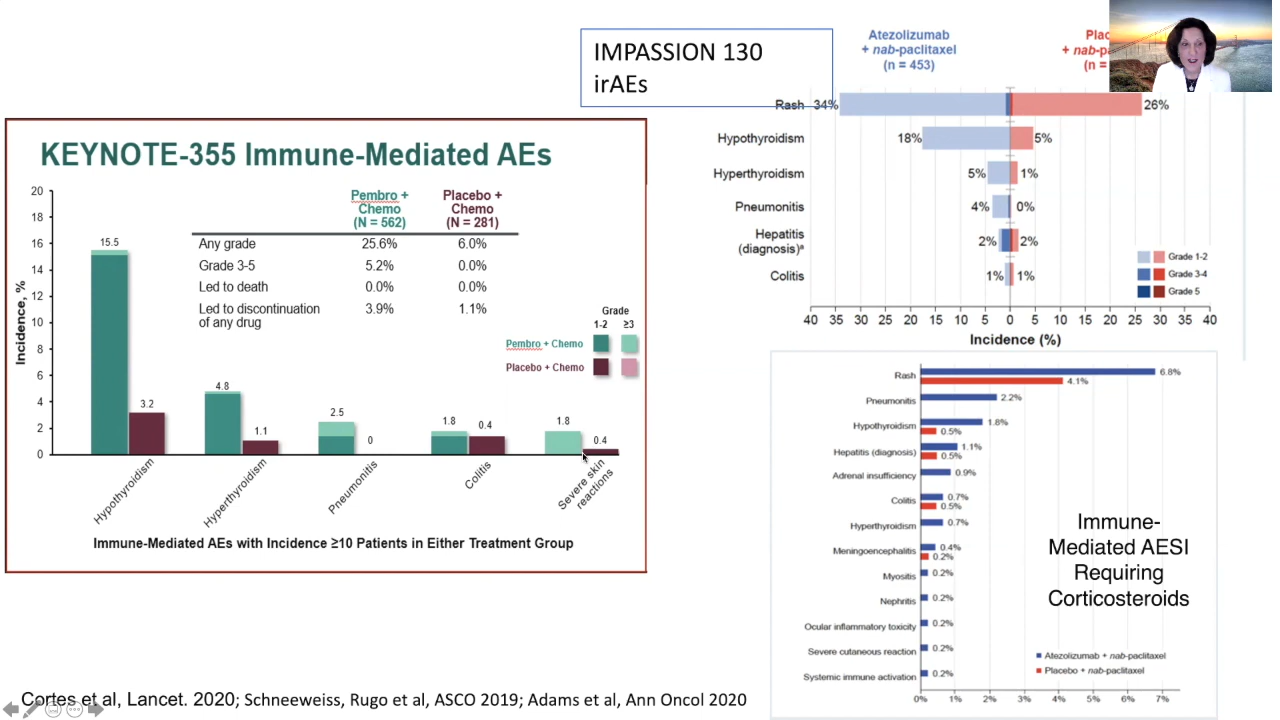 IMPASSION 130
irAEs
KEYNOTE-355 Immune-Mediated AEs
Pembro +
Chemo
(N = 562)
Placebo +
Chemo
(N = 281)
Any grade 25.6% 6.0%
Grade 3-5 5.2% 0.0%
Led to death 0.0% 0.0%
Led to discontinuation
of any drug 3.9% 1.1%
Grade
1-2 ≥3
Pembro + Chemo
Placebo + Chemo
Incidence, %
20
18
16
14
12
10
8
6
4
2
0
15.5
3.2
4.8
1.1
2.5
0
1.8
0.4
1.8
0.4
Hypothyroidism
Hyperthyroidism
Pneumonitis
Colitis
Severe skin
reactions
Immune-Mediated AEs with Incidence ≥10 Patients in Either Treatment Group
Atezolizumab
+ nab-paclitaxel
(n = 453)
Rash 34% 26%
Hypothyroidism 18% 5%
Hyperthyroidism 5% 1%
Pneumonitis 4% 0%
Hepatitis
(diagnosis)ᵃ 2% 2%
Colitis 1% 1%
Grade 1-2
Grade 3-4
Grade 5
40 35 30 25 20 15 10 5 0 5 10 15 20 25 30 35 40
Incidence (%)
Rash 6.8%
4.1%
Pneumonitis 2.2%
Hypothyroidism 1.8%
0.5%
Hepatitis (diagnosis) 1.1%
0.5%
Adrenal insufficiency 0.9%
Colitis 0.7%
0.5%
Hyperthyroidism 0.7%
Meningoencephalitis 0.4%
0.2%
Myositis 0.2%
Nephritis 0.2%
Ocular inflammatory toxicity 0.2%
Severe cutaneous reaction 0.2%
Systemic immune activation 0.2%
0% 1% 2% 3% 4% 5% 6% 7%
Immune-
Mediated AESI
Requiring
Corticosteroids
Atezolizumab + nab-paclitaxel
Placebo + nab-paclitaxel
Cortes et al, Lancet. 2020; Schneeweiss, Rugo et al, ASCO 2019; Adams et al, Ann Oncol 2020